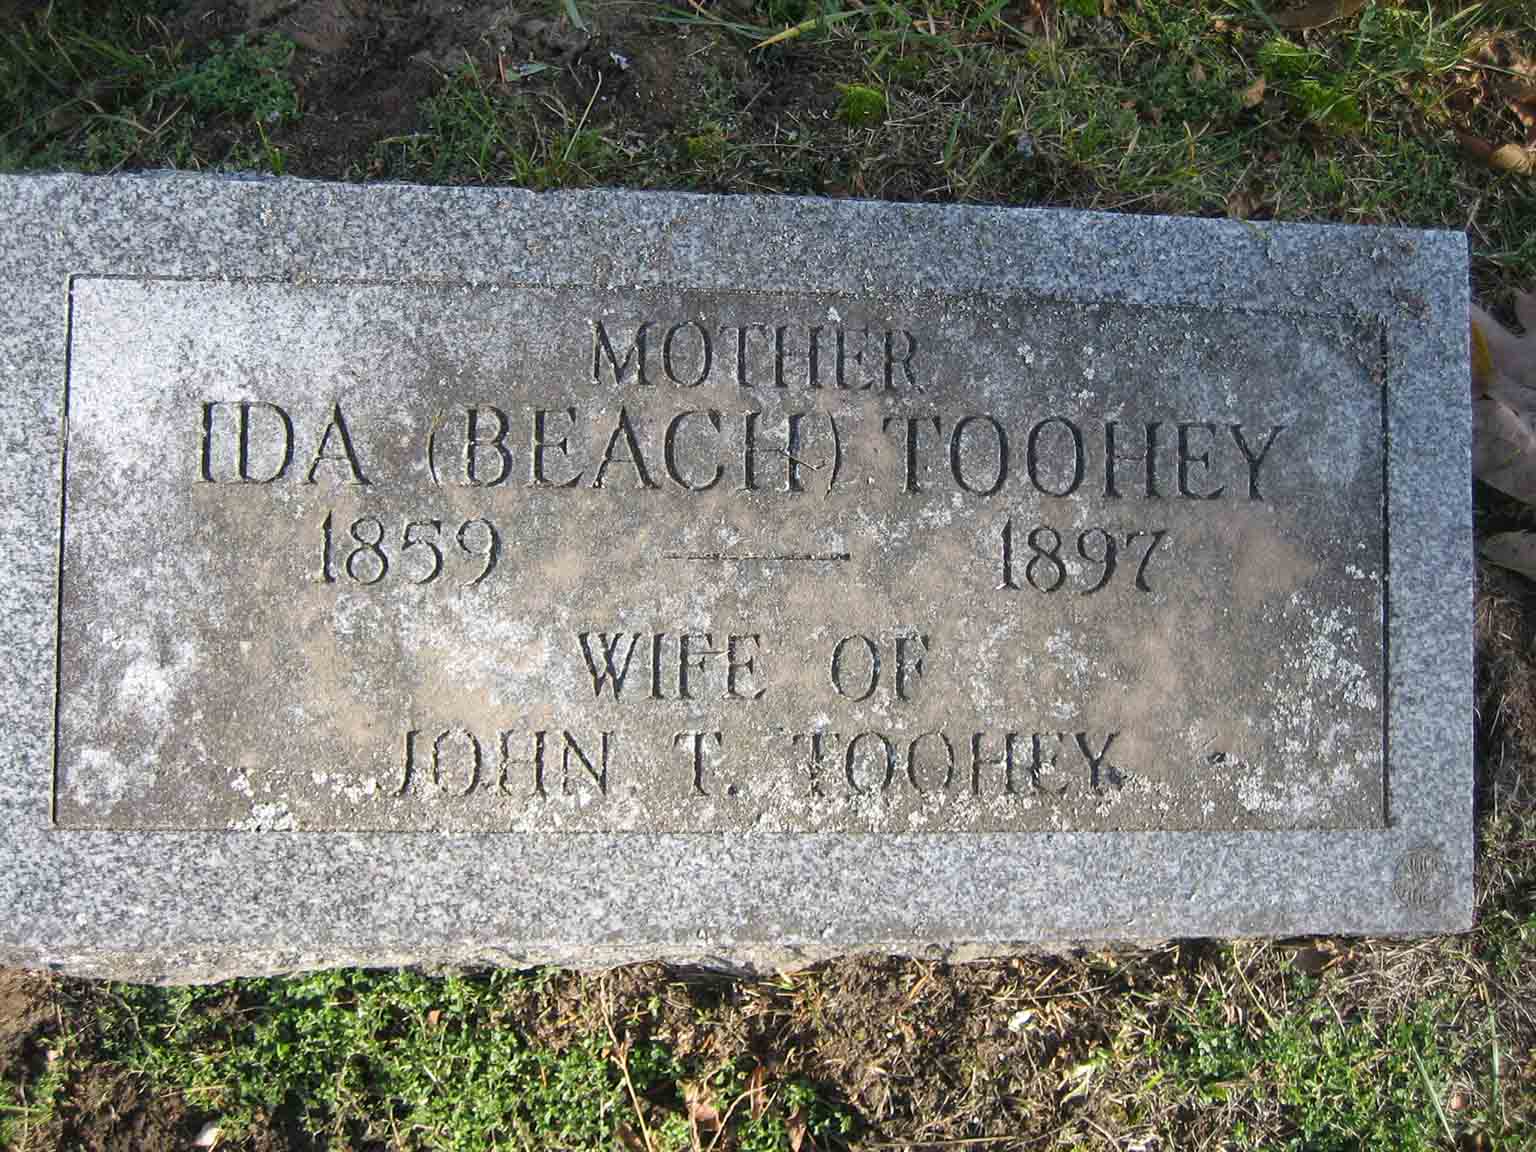 MOTHER
IDA (BEACH) TOOHEY
1859 — 1897
WIFE OF
JOHN T. TOOHEY